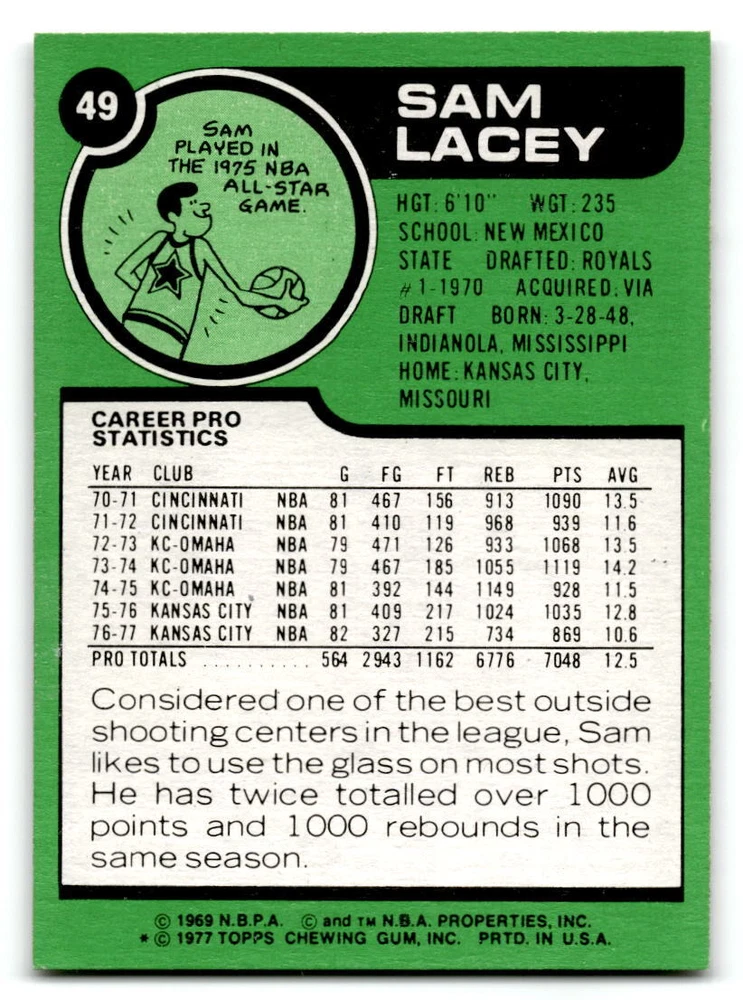 49
SAM
LACEY
SAM
PLAYED IN
THE 1975 NBA
ALL-STAR
GAME.
HGT: 6'10" WGT: 235
SCHOOL: NEW MEXICO
STATE DRAFTED: ROYALS
#1-1970 ACQUIRED: VIA
DRAFT BORN: 3-28-48,
INDIANOLA, MISSISSIPPI
HOME: KANSAS CITY,
MISSOURI
CAREER PRO
STATISTICS
YEAR CLUB G FG FT REB PTS AVG
70-71 CINCINNATI NBA 81 467 156 913 1090 13.5
71-72 CINCINNATI NBA 81 410 119 968 939 11.6
72-73 KC-OMAHA NBA 79 471 126 933 1068 13.5
73-74 KC-OMAHA NBA 79 467 185 1055 1119 14.2
74-75 KC-OMAHA NBA 81 392 144 1149 928 11.5
75-76 KANSAS CITY NBA 81 409 217 1024 1035 12.8
76-77 KANSAS CITY NBA 82 327 215 734 869 10.6
PRO TOTALS .......... 564 2943 1162 6776 7048 12.5
Considered one of the best outside
shooting centers in the league, Sam
likes to use the glass on most shots.
He has twice totalled over 1000
points and 1000 rebounds in the
same season.
© 1969 N.B.P.A. © and TM N.B.A. PROPERTIES, INC.
* © 1977 TOPPS CHEWING GUM, INC. PRTD. IN U.S.A.